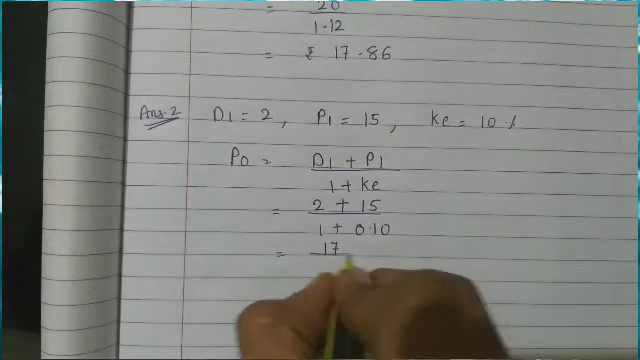 = 20
1.12
= ₹ 17.86
Ans.2 D1 = 2, P1 = 15, Ke = 10%
P0 = D1 + P1
1 + Ke
= 2 + 15
1 + 0.10
= 17